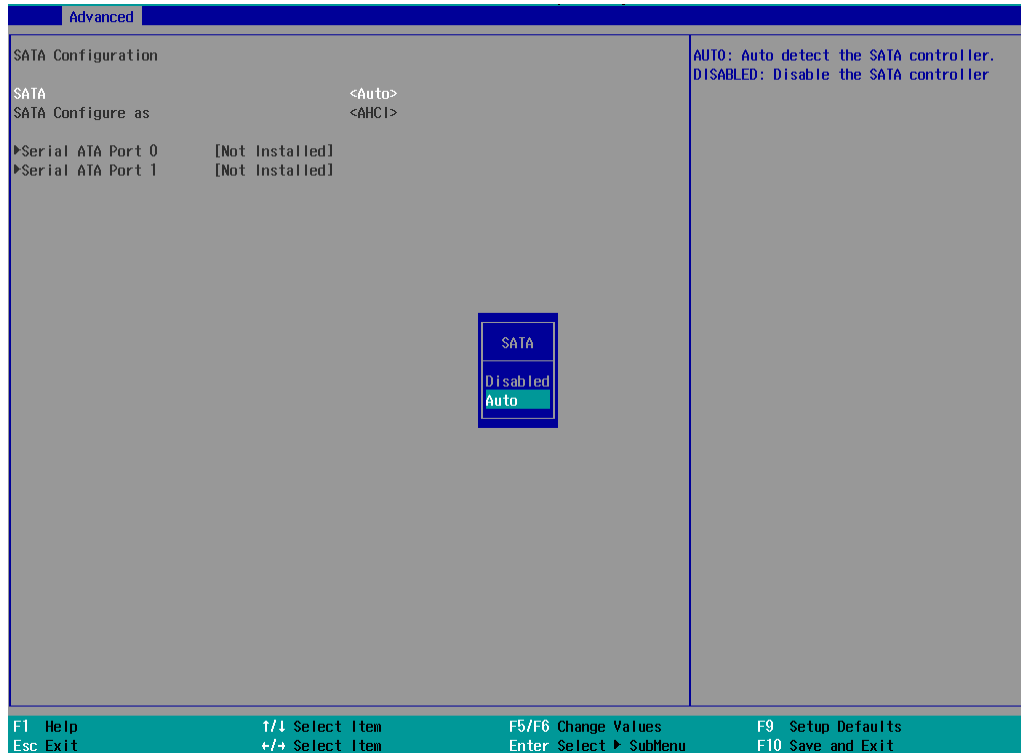 Advanced
SATA Configuration
SATA <Auto>
SATA Configure as <AHCI>
▶Serial ATA Port 0 [Not Installed]
▶Serial ATA Port 1 [Not Installed]
AUTO: Auto detect the SATA controller.
DISABLED: Disable the SATA controller
SATA
Disabled
Auto
F1 Help ↑/↓ Select Item F5/F6 Change Values F9 Setup Defaults
Esc Exit ←/→ Select Item Enter Select ▶ SubMenu F10 Save and Exit